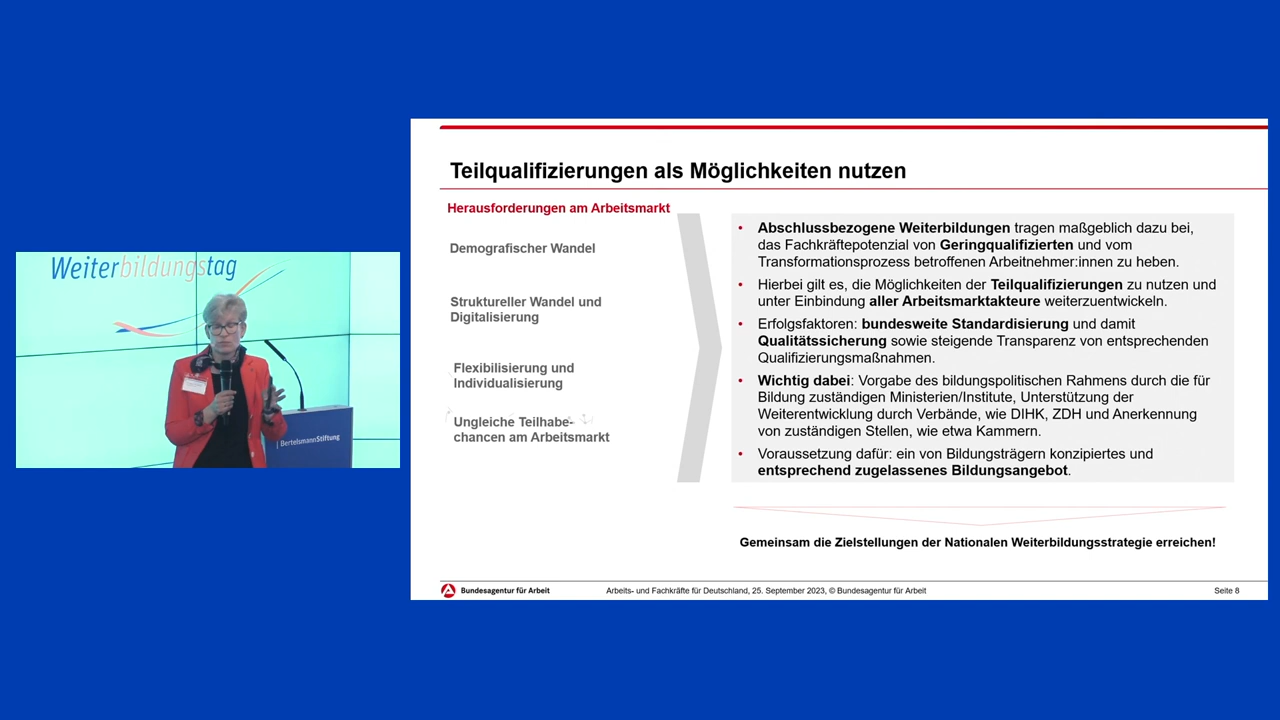 Weiterbildungstag
BertelsmannStiftung
Teilqualifizierungen als Möglichkeiten nutzen
Herausforderungen am Arbeitsmarkt
Demografischer Wandel
Struktureller Wandel und
Digitalisierung
Flexibilisierung und
Individualisierung
Ungleiche Teilhabe-
chancen am Arbeitsmarkt
• Abschlussbezogene Weiterbildungen tragen maßgeblich dazu bei,
das Fachkräftepotenzial von Geringqualifizierten und vom
Transformationsprozess betroffenen Arbeitnehmer:innen zu heben.
• Hierbei gilt es, die Möglichkeiten der Teilqualifizierungen zu nutzen und
unter Einbindung aller Arbeitsmarktakteure weiterzuentwickeln.
• Erfolgsfaktoren: bundesweite Standardisierung und damit
Qualitätssicherung sowie steigende Transparenz von entsprechenden
Qualifizierungsmaßnahmen.
• Wichtig dabei: Vorgabe des bildungspolitischen Rahmens durch die für
Bildung zuständigen Ministerien/Institute, Unterstützung der
Weiterentwicklung durch Verbände, wie DIHK, ZDH und Anerkennung
von zuständigen Stellen, wie etwa Kammern.
• Voraussetzung dafür: ein von Bildungsträgern konzipiertes und
entsprechend zugelassenes Bildungsangebot.
Gemeinsam die Zielstellungen der Nationalen Weiterbildungsstrategie erreichen!
Bundesagentur für Arbeit
Arbeits- und Fachkräfte für Deutschland, 25. September 2023, © Bundesagentur für Arbeit
Seite 8